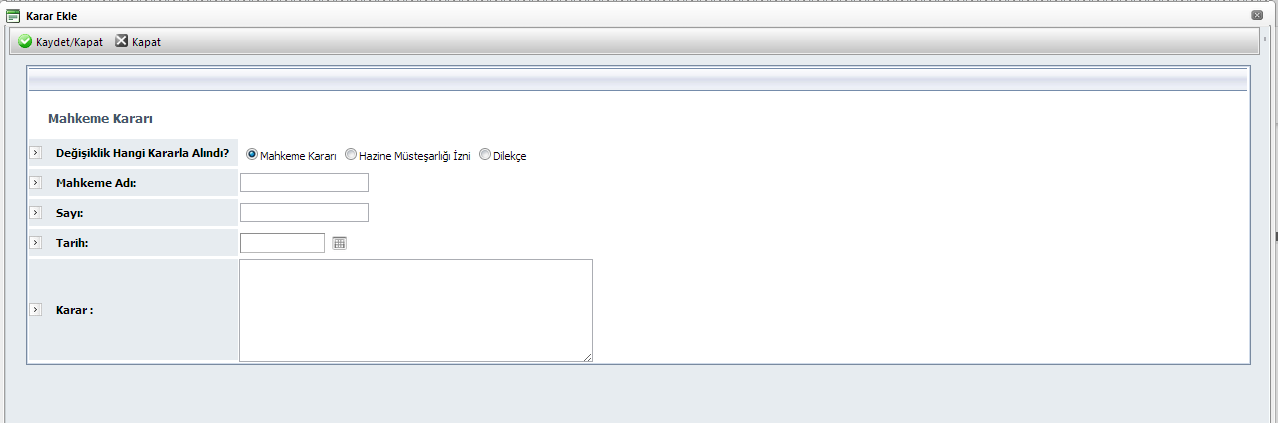 Karar Ekle
Kaydet/Kapat Kapat
Mahkeme Kararı
Değişiklik Hangi Kararla Alındı? Mahkeme Kararı Hazine Müsteşarlığı İzni Dilekçe
Mahkeme Adı:
Sayı:
Tarih:
Karar :